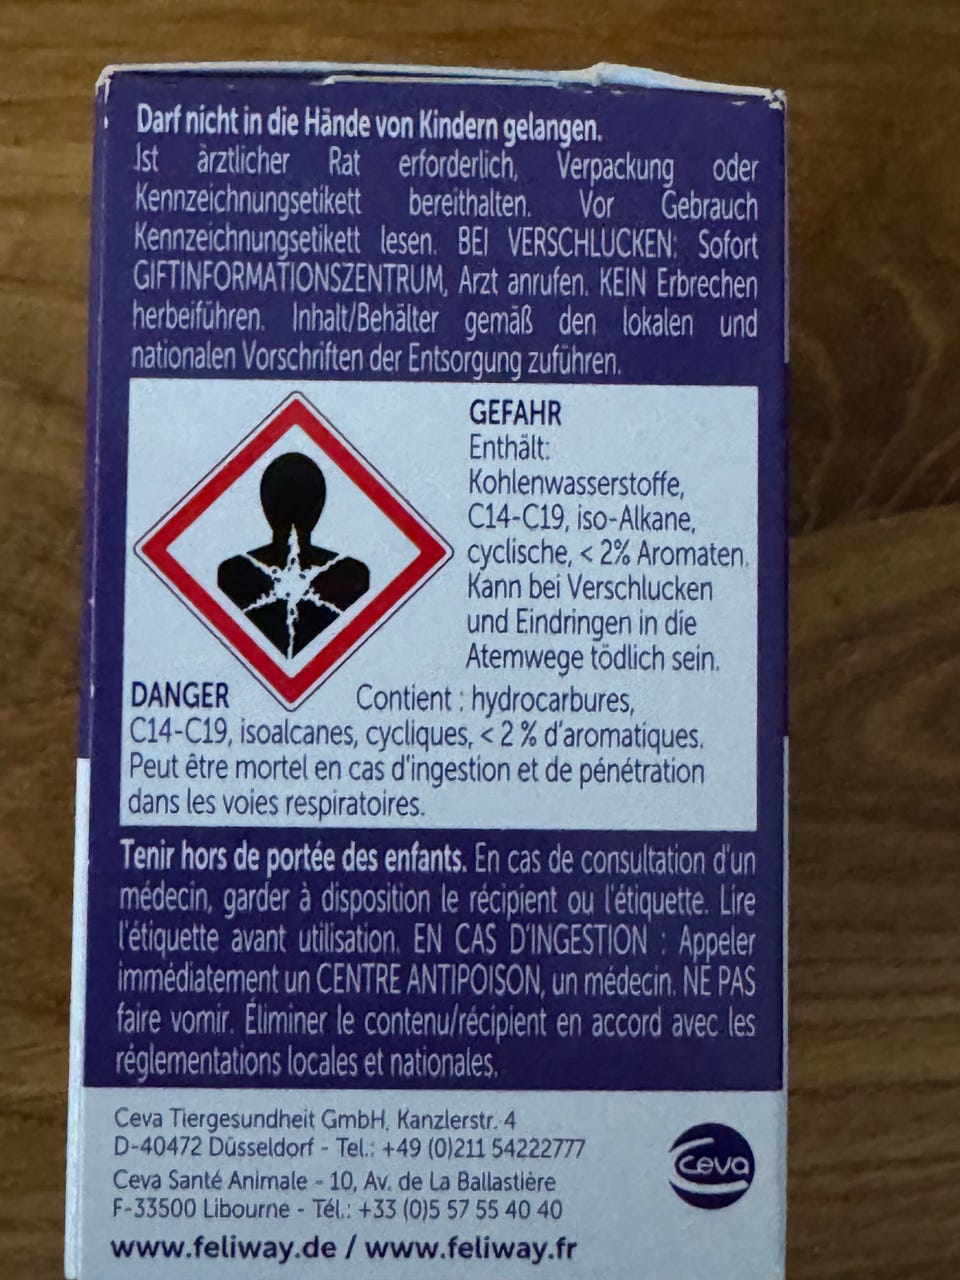 Darf nicht in die Hände von Kindern gelangen.
Ist ärztlicher Rat erforderlich, Verpackung oder
Kennzeichnungsetikett bereithalten. Vor Gebrauch
Kennzeichnungsetikett lesen. BEI VERSCHLUCKEN: Sofort
GIFTINFORMATIONSZENTRUM, Arzt anrufen. KEIN Erbrechen
herbeiführen. Inhalt/Behälter gemäß den lokalen und
nationalen Vorschriften der Entsorgung zuführen.
GEFAHR
Enthält:
Kohlenwasserstoffe,
C14-C19, iso-Alkane,
cyclische, < 2% Aromaten.
Kann bei Verschlucken
und Eindringen in die
Atemwege tödlich sein.
DANGER Contient : hydrocarbures,
C14-C19, isoalcanes, cycliques, < 2 % d'aromatiques.
Peut être mortel en cas d'ingestion et de pénétration
dans les voies respiratoires.
Tenir hors de portée des enfants. En cas de consultation d'un
médecin, garder à disposition le récipient ou l'étiquette. Lire
l'étiquette avant utilisation. EN CAS D'INGESTION : Appeler
immédiatement un CENTRE ANTIPOISON, un médecin. NE PAS
faire vomir. Éliminer le contenu/récipient en accord avec les
réglementations locales et nationales.
Ceva Tiergesundheit GmbH, Kanzlerstr. 4
D-40472 Düsseldorf - Tel.: +49 (0)211 54222777
Ceva Santé Animale - 10, Av. de La Ballastière
F-33500 Libourne - Tél.: +33 (0)5 57 55 40 40
www.feliway.de / www.feliway.fr
ceva